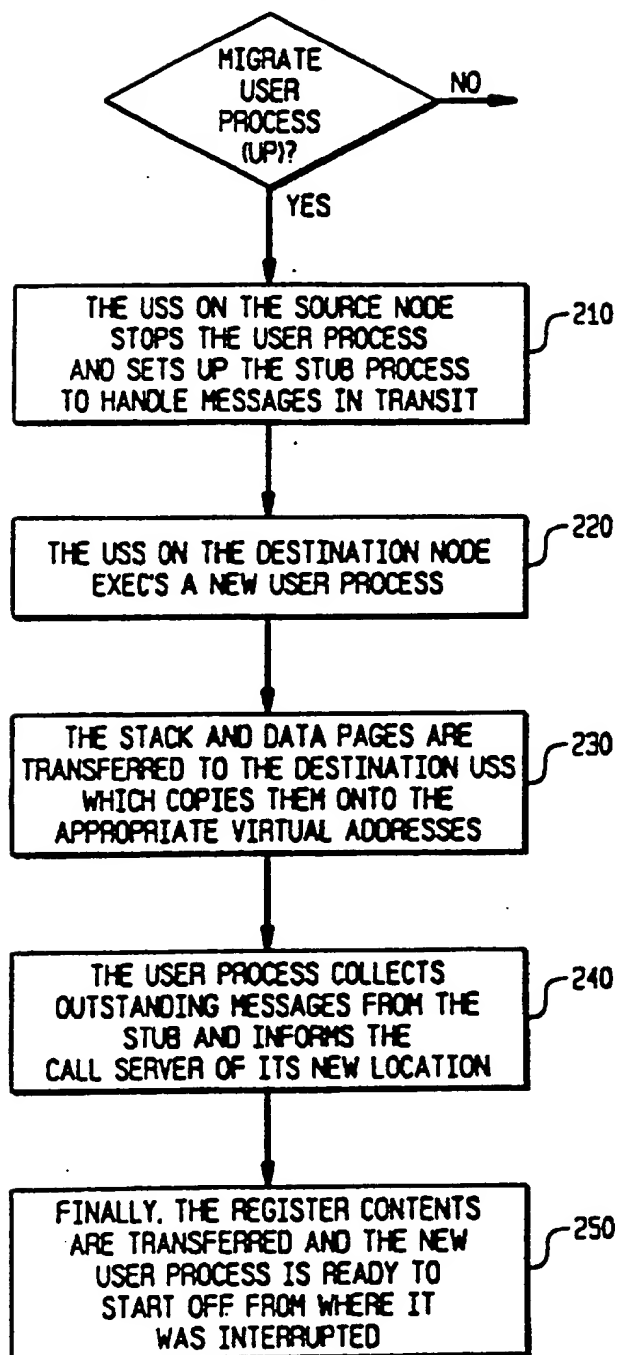 MIGRATE
USER
PROCESS
(UP)?
NO
YES
THE USS ON THE SOURCE NODE
STOPS THE USER PROCESS
AND SETS UP THE STUB PROCESS
TO HANDLE MESSAGES IN TRANSIT
210
THE USS ON THE DESTINATION NODE
EXEC'S A NEW USER PROCESS
220
THE STACK AND DATA PAGES ARE
TRANSFERRED TO THE DESTINATION USS
WHICH COPIES THEM ONTO THE
APPROPRIATE VIRTUAL ADDRESSES
230
THE USER PROCESS COLLECTS
OUTSTANDING MESSAGES FROM THE
STUB AND INFORMS THE
CALL SERVER OF ITS NEW LOCATION
240
FINALLY, THE REGISTER CONTENTS
ARE TRANSFERRED AND THE NEW
USER PROCESS IS READY TO
START OFF FROM WHERE IT
WAS INTERRUPTED
250